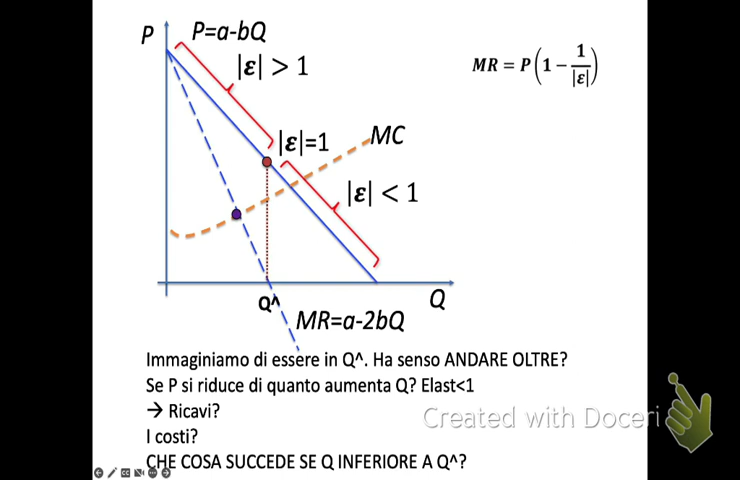 P
P=a-bQ
|ε| > 1
MR = P(1 − 1/|ε|)
|ε|=1
MC
|ε| < 1
Q^
Q
MR=a-2bQ
Immaginiamo di essere in Q^. Ha senso ANDARE OLTRE?
Se P si riduce di quanto aumenta Q? Elast<1
→ Ricavi?
Created with Doceri
I costi?
CHE COSA SUCCEDE SE Q INFERIORE A Q^?